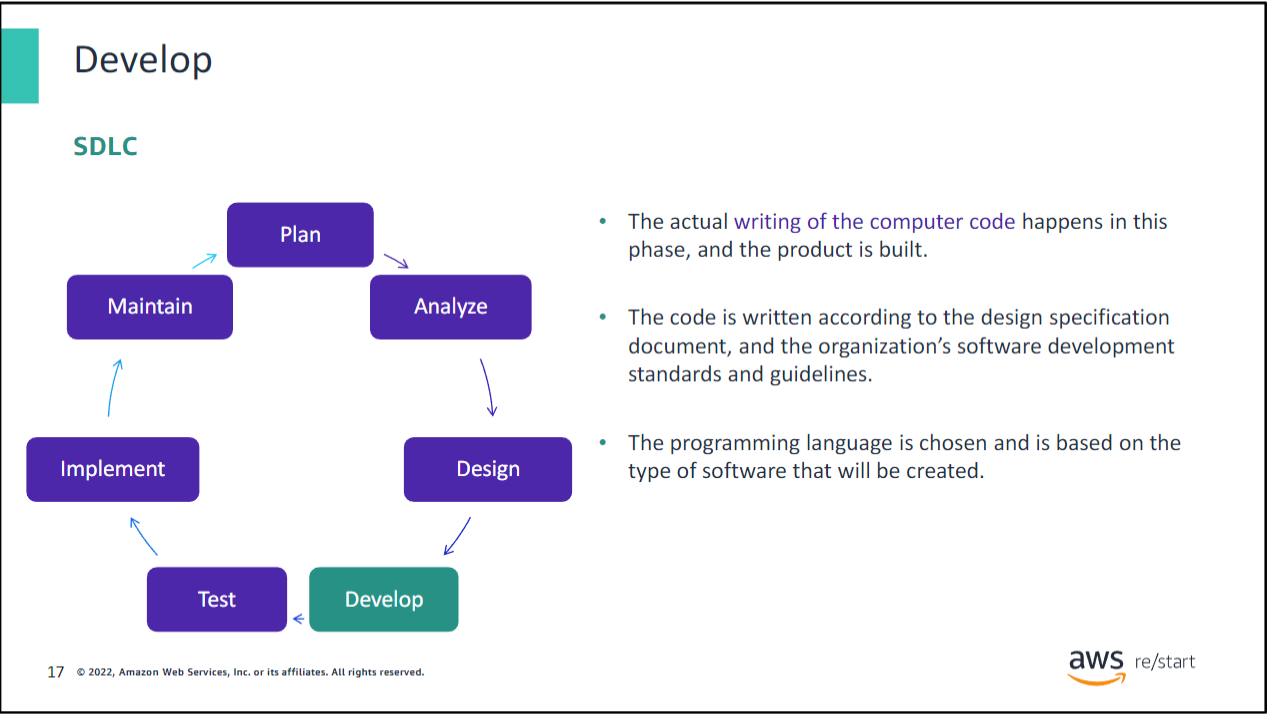 Develop
SDLC
Plan
Maintain
Analyze
Implement
Design
Test
Develop
• The actual writing of the computer code happens in this
phase, and the product is built.
• The code is written according to the design specification
document, and the organization’s software development
standards and guidelines.
• The programming language is chosen and is based on the
type of software that will be created.
17 © 2022, Amazon Web Services, Inc. or its affiliates. All rights reserved.
aws re/start